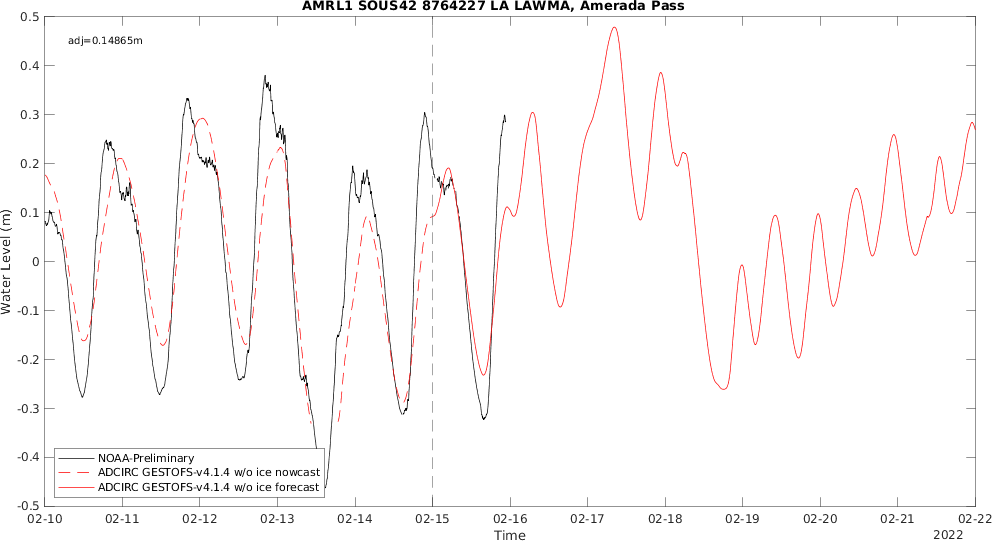 AMRL1 SOUS42 8764227 LA LAWMA, Amerada Pass
adj=0.14865m
0.5
0.4
0.3
0.2
0.1
0
-0.1
-0.2
-0.3
-0.4
-0.5
Water Level (m)
NOAA-Preliminary
ADCIRC GESTOFS-v4.1.4 w/o ice nowcast
ADCIRC GESTOFS-v4.1.4 w/o ice forecast
02-10 02-11 02-12 02-13 02-14 02-15 02-16 02-17 02-18 02-19 02-20 02-21 02-22
Time
2022